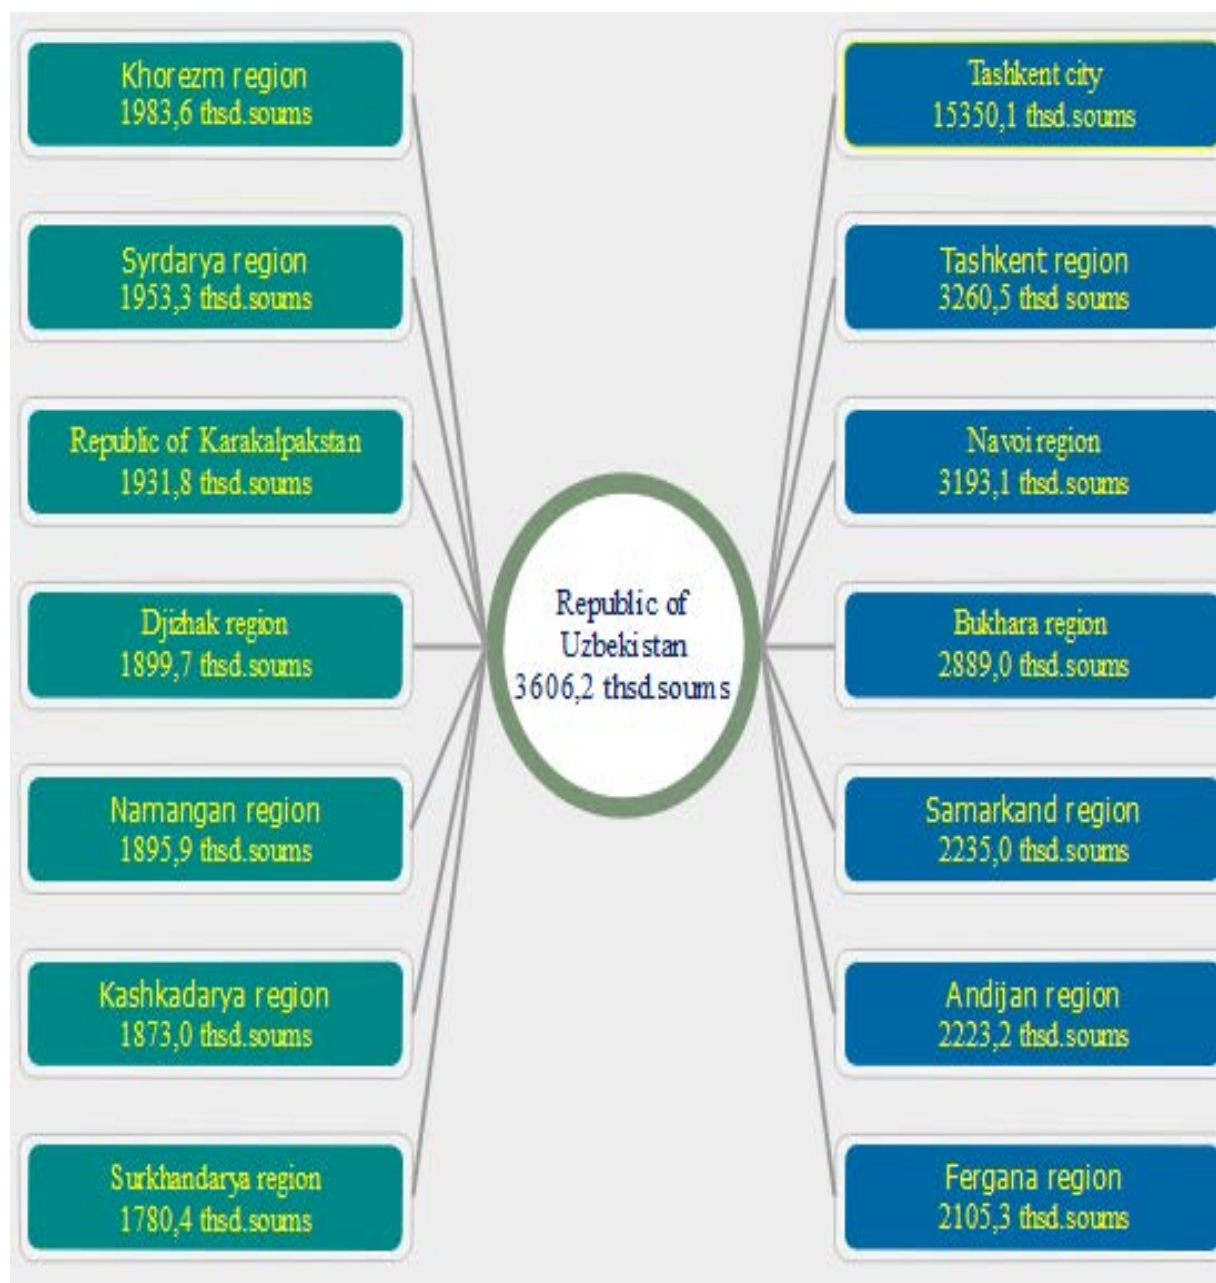 Khorezm region
1983,6 thsd.soums
Syrdarya region
1953,3 thsd.soums
Republic of Karakalpakstan
1931,8 thsd.soums
Djizhak region
1899,7 thsd.soums
Namangan region
1895,9 thsd.soums
Kashkadarya region
1873,0 thsd.soums
Surkhandarya region
1780,4 thsd.soums
Republic of
Uzbekistan
3606,2 thsd.soums
Tashkent city
15350,1 thsd.soums
Tashkent region
3260,5 thsd soums
Navoi region
3193,1 thsd.soums
Bukhara region
2889,0 thsd.soums
Samarkand region
2235,0 thsd.soums
Andijan region
2223,2 thsd.soums
Fergana region
2105,3 thsd.soums